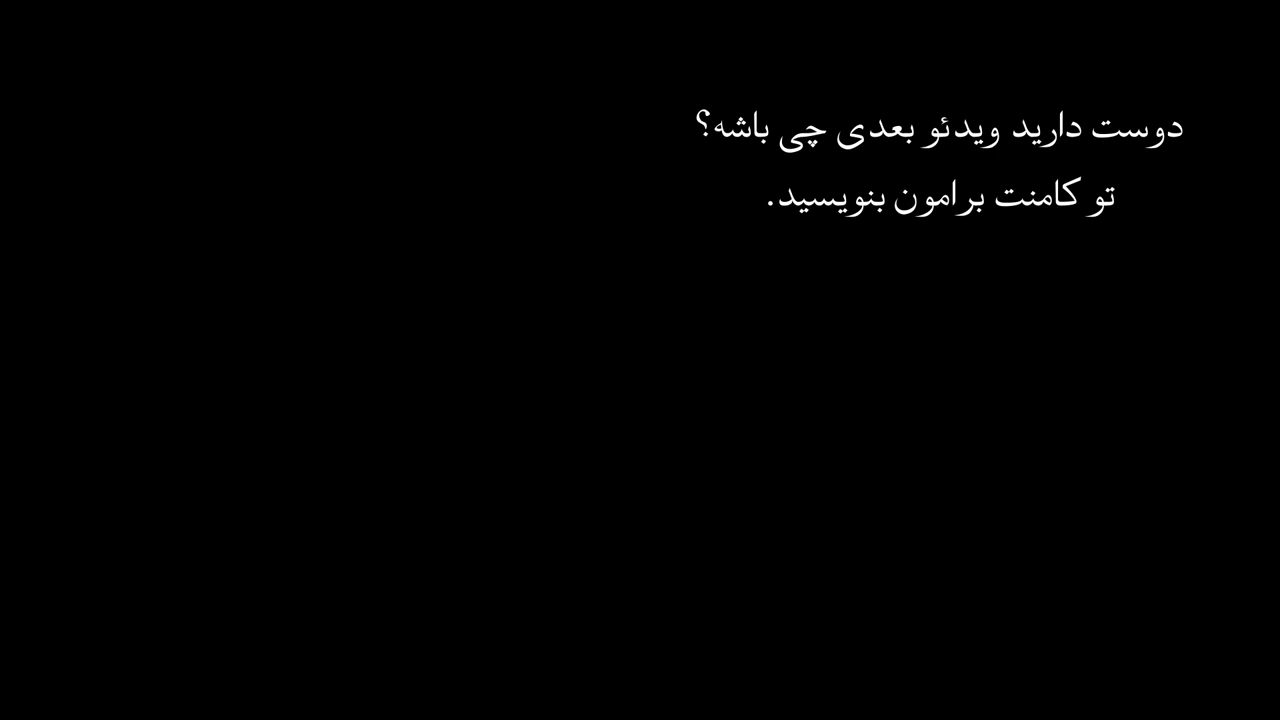 دوست دارید ویدئو بعدی چی باشه؟
تو کامنت برامون بنویسید.